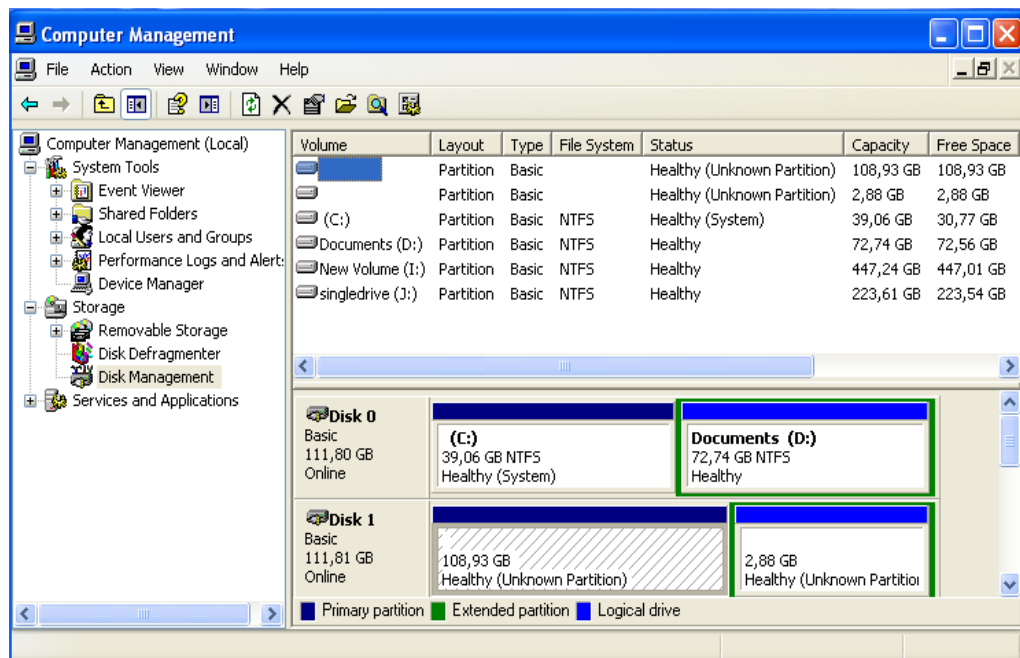 Computer Management
File Action View Window Help
Computer Management (Local)
System Tools
Event Viewer
Shared Folders
Local Users and Groups
Performance Logs and Alert:
Device Manager
Storage
Removable Storage
Disk Defragmenter
Disk Management
Services and Applications
Volume Layout Type File System Status Capacity Free Space
Partition Basic Healthy (Unknown Partition) 108,93 GB 108,93 GB
Partition Basic Healthy (Unknown Partition) 2,88 GB 2,88 GB
(C:) Partition Basic NTFS Healthy (System) 39,06 GB 30,77 GB
Documents (D:) Partition Basic NTFS Healthy 72,74 GB 72,56 GB
New Volume (I:) Partition Basic NTFS Healthy 447,24 GB 447,01 GB
singledrive (J:) Partition Basic NTFS Healthy 223,61 GB 223,54 GB
Disk 0
Basic
111,80 GB
Online
(C:)
39,06 GB NTFS
Healthy (System)
Documents (D:)
72,74 GB NTFS
Healthy
Disk 1
Basic
111,81 GB
Online
108,93 GB
Healthy (Unknown Partition)
2,88 GB
Healthy (Unknown Partitior
Primary partition Extended partition Logical drive